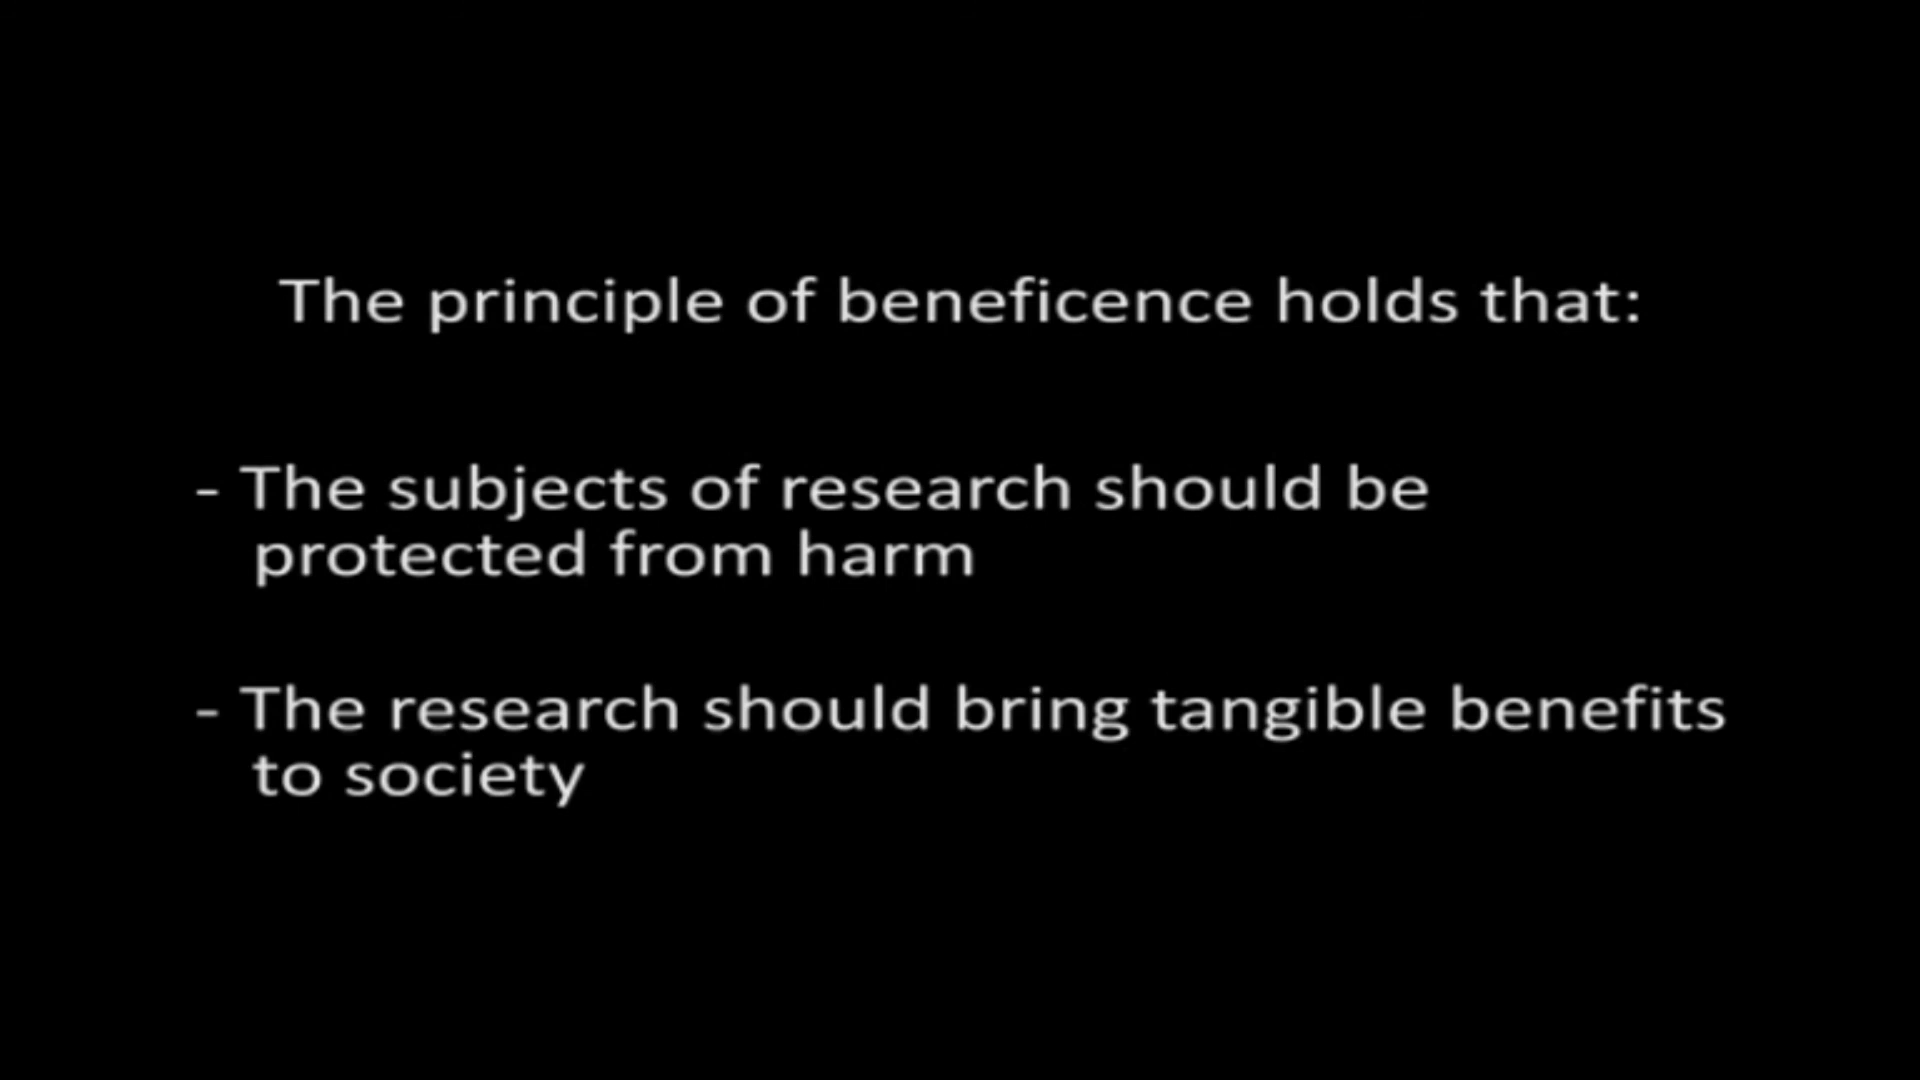 The principle of beneficence holds that:
- The subjects of research should be
protected from harm
- The research should bring tangible benefits
to society